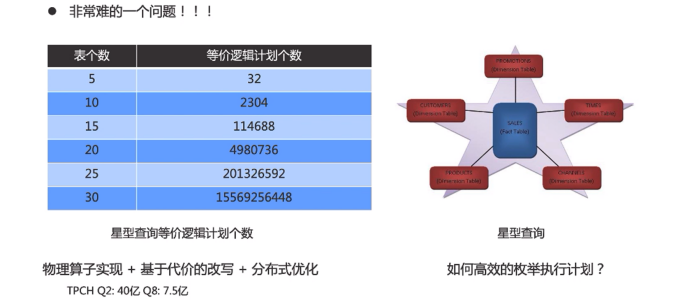 ● 非常难的一个问题！！！
表个数 等价逻辑计划个数
5 32
10 2304
15 114688
20 4980736
25 201326592
30 15569256448
星型查询等价逻辑计划个数
PROMOTIONS
(Dimension Table)
CUSTOMERS
(Dimension Table)
TIMES
(Dimension Table)
SALES
(Fact Table)
PRODUCTS
(Dimension Table)
CHANNELS
(Dimension Table)
星型查询
物理算子实现 + 基于代价的改写 + 分布式优化
TPCH Q2: 40亿 Q8: 7.5亿
如何高效的枚举执行计划？